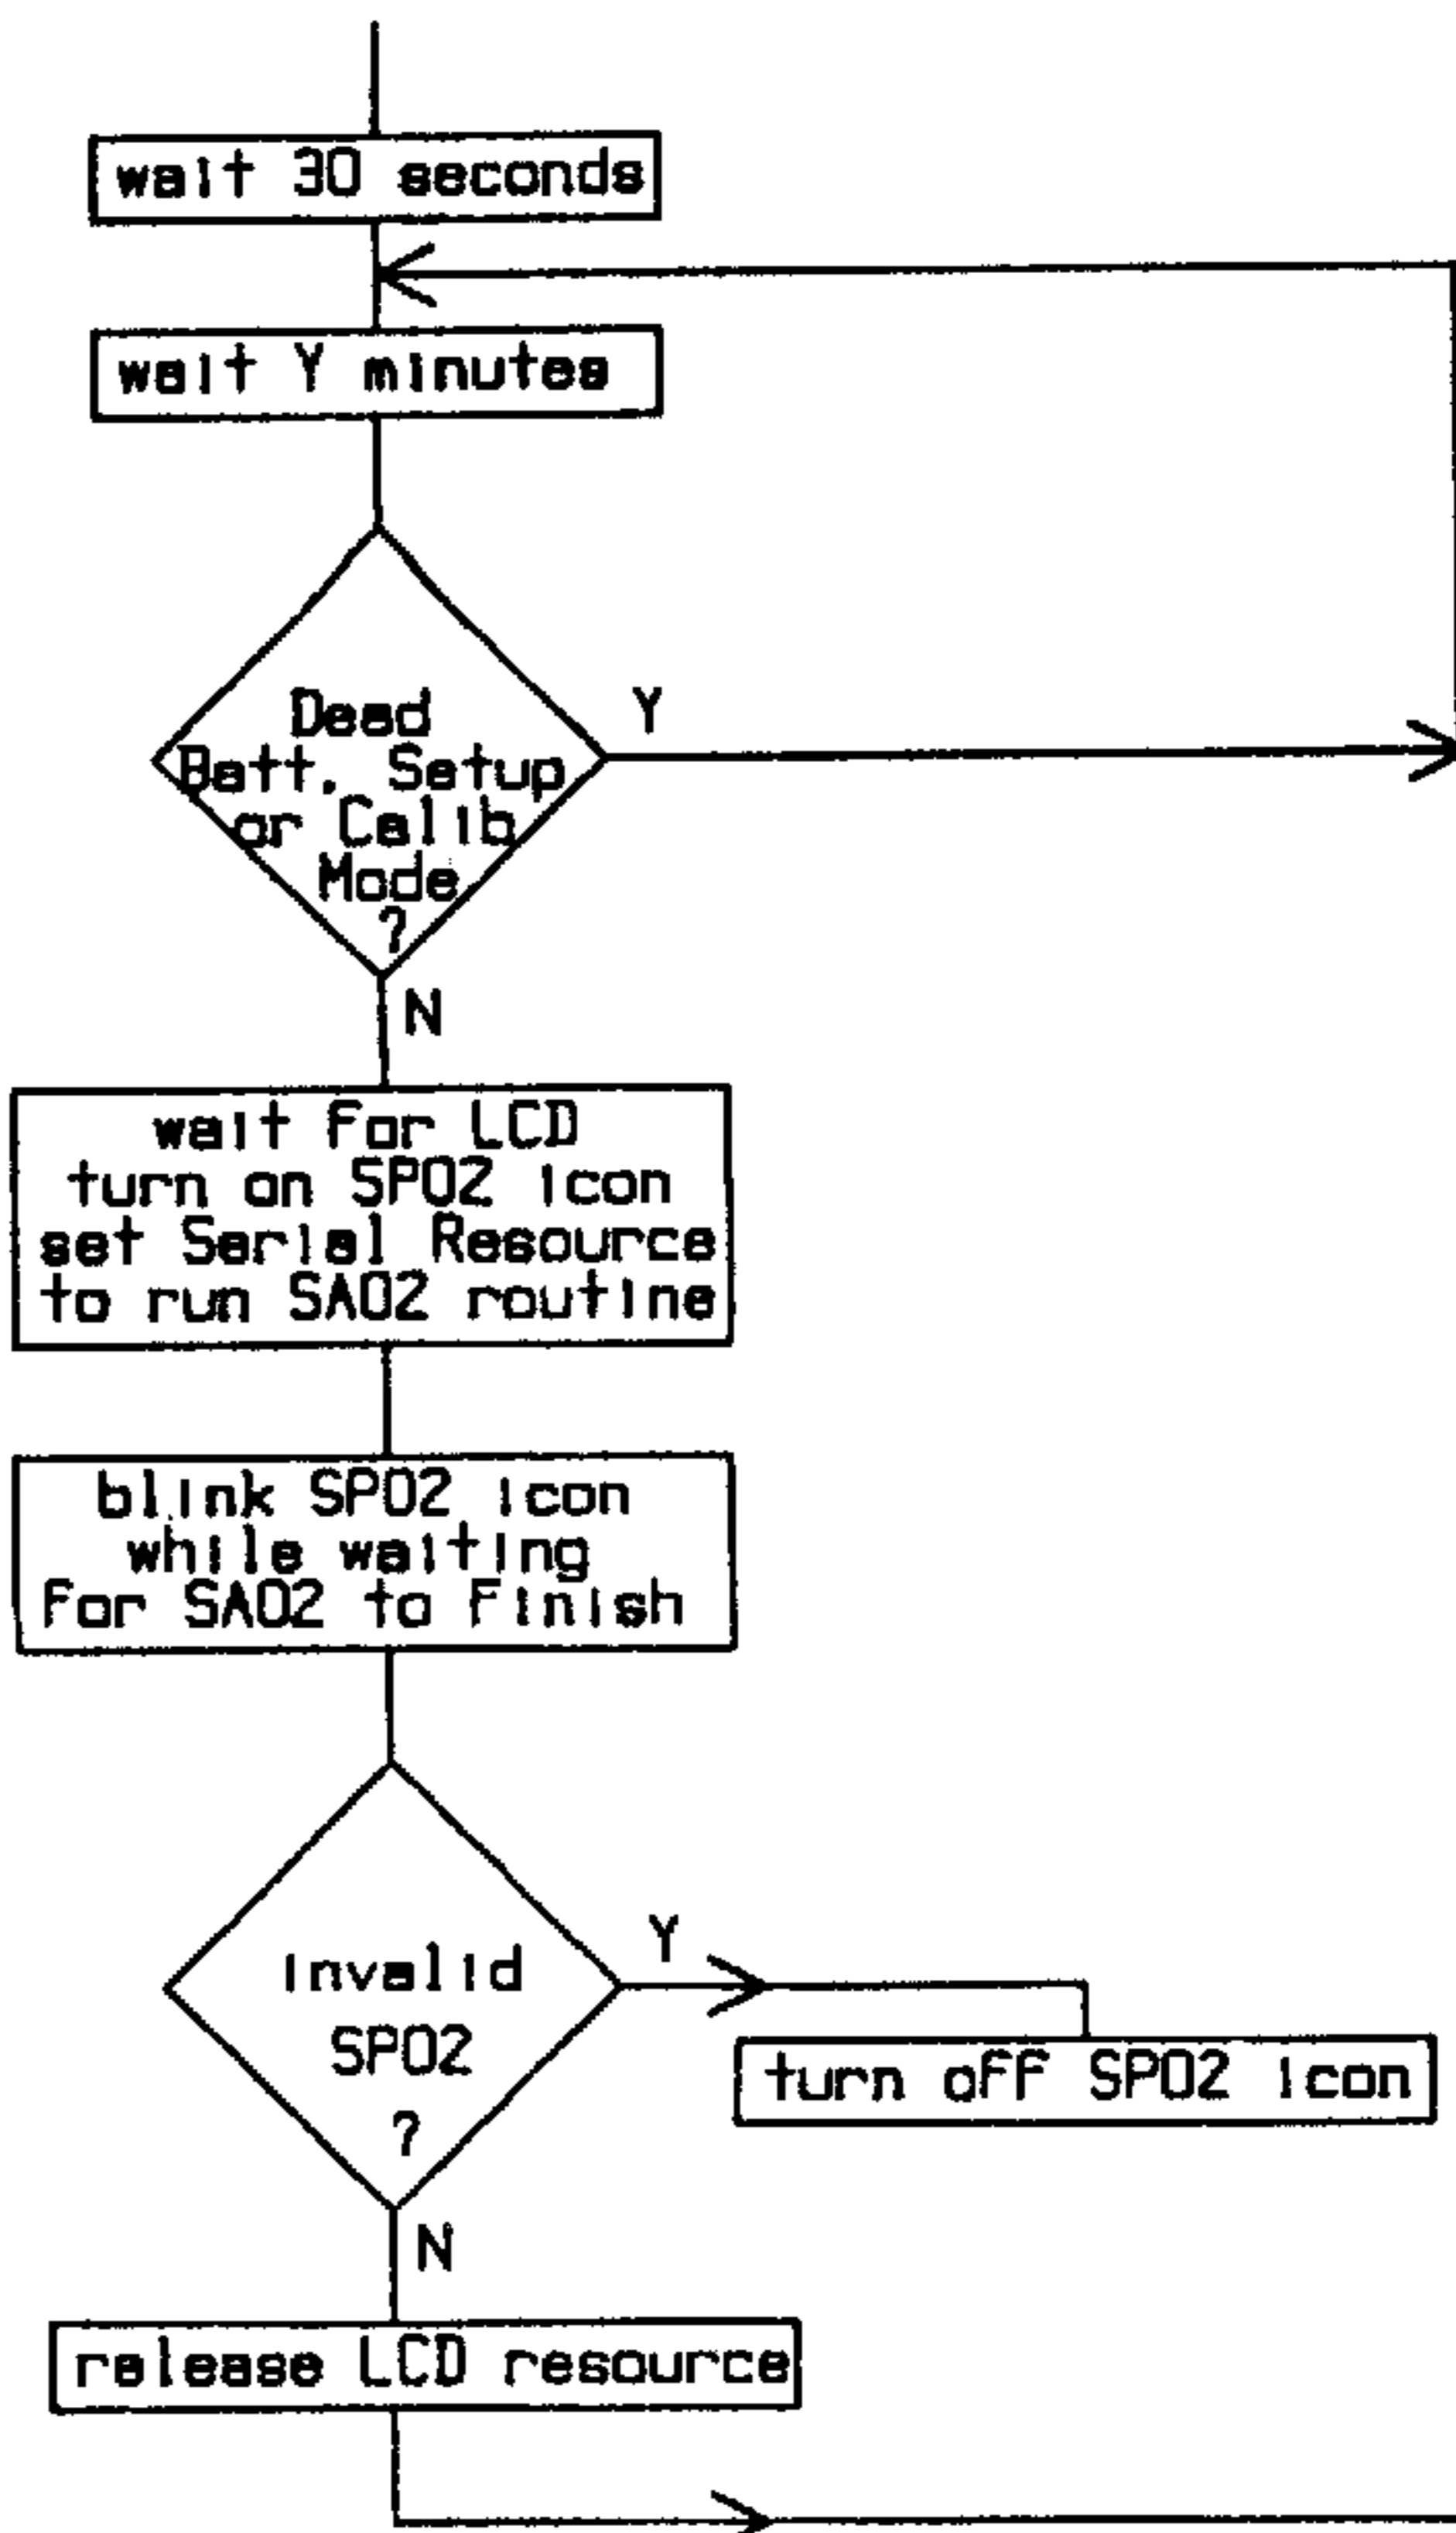 wait 30 seconds
wait Y minutes
Dead
Batt, Setup
or Calib
Mode
?
Y
N
wait for LCD
turn on SPO2 icon
set Serial Resource
to run SAO2 routine
blink SPO2 icon
while waiting
for SAO2 to finish
invalid
SPO2
?
Y
turn off SPO2 icon
N
release LCD resource